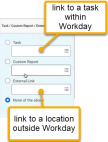 link to a task
within
Workday
Task / Custom Report / Extern
Task
Custom Report
External Link
None of the above
link to a location
outside Workday